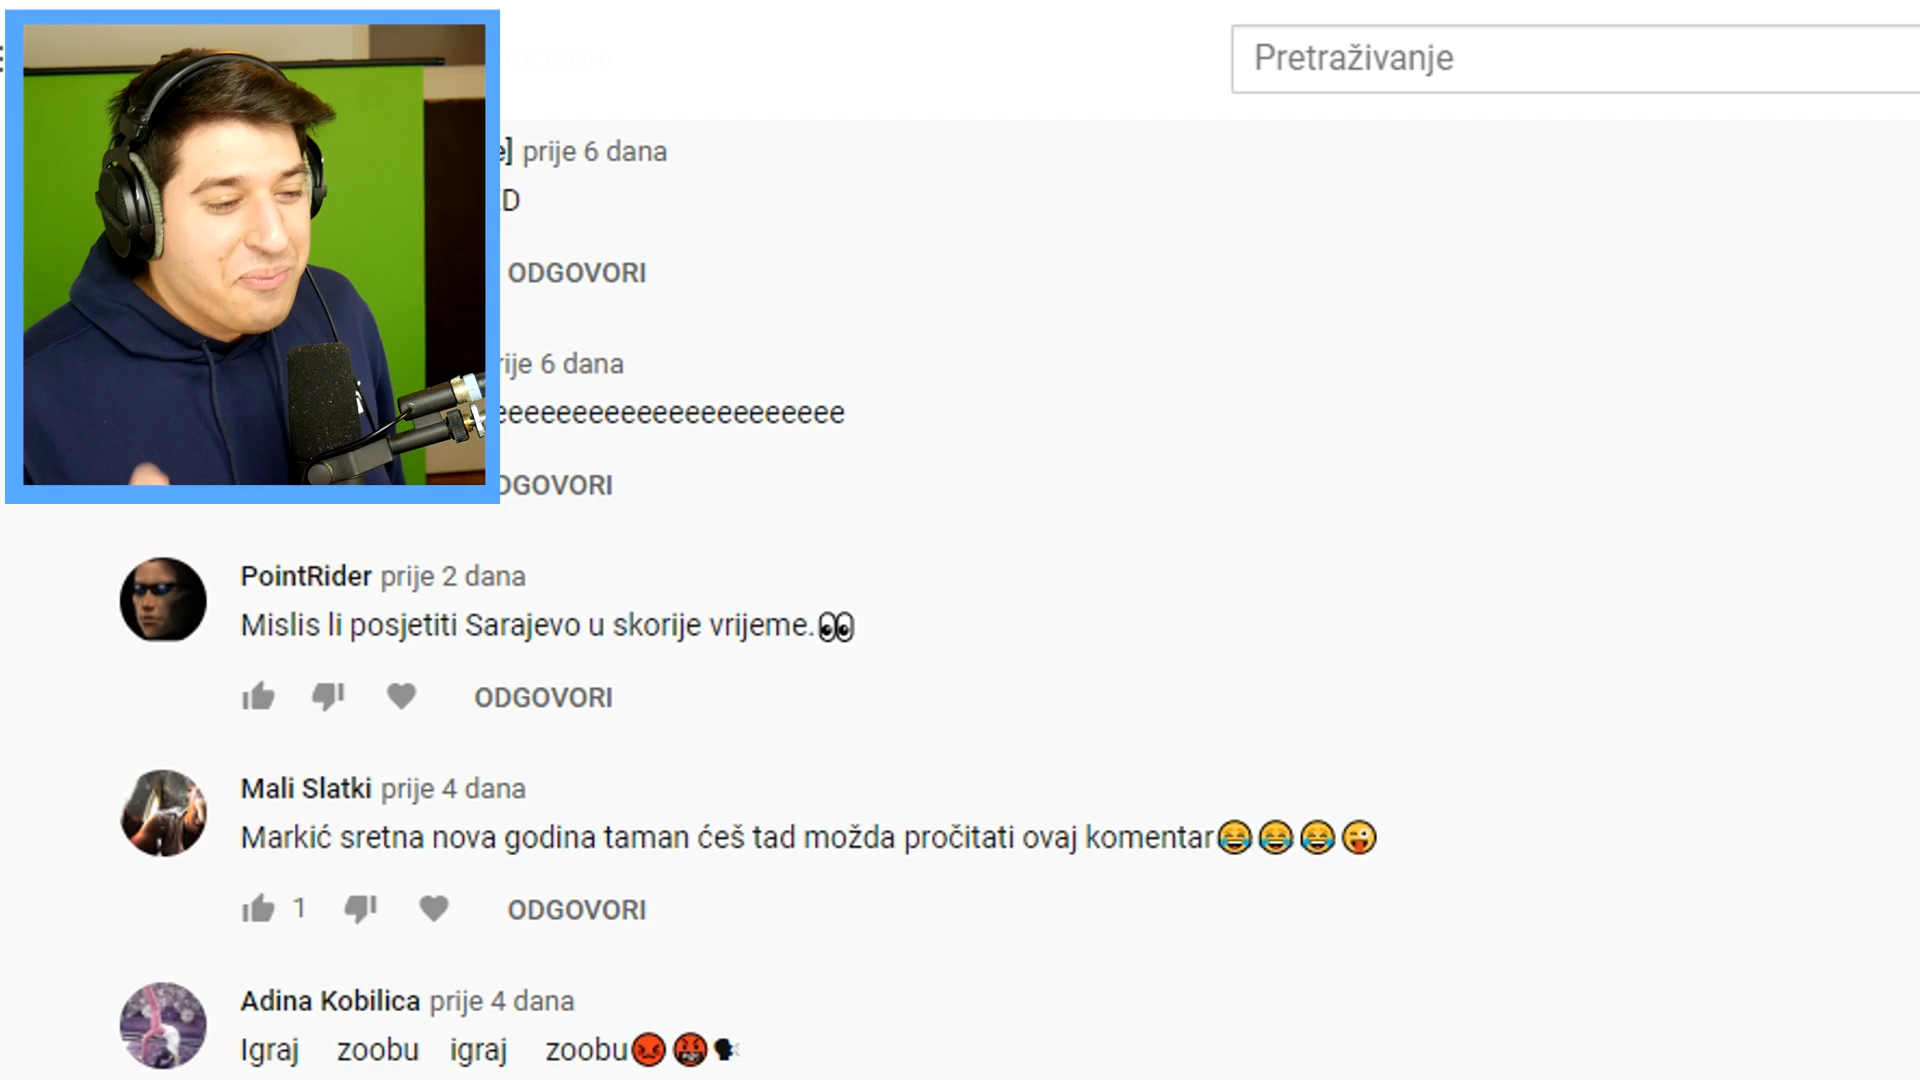 Pretraživanje
prije 6 dana
ODGOVORI
6 dana
eeeeeeeeeeeeeeeeeeeee
PointRider prije 2 dana
Mislis li posjetiti Sarajevo u skorije vrijeme.👀
ODGOVORI
Mali Slatki prije 4 dana
Markić sretna nova godina taman ćeš tad možda pročitati ovaj komentar😂😂😂😜
1 ODGOVORI
Adina Kobilica prije 4 dana
Igraj zoobu igraj zoobu😡🤬🗣